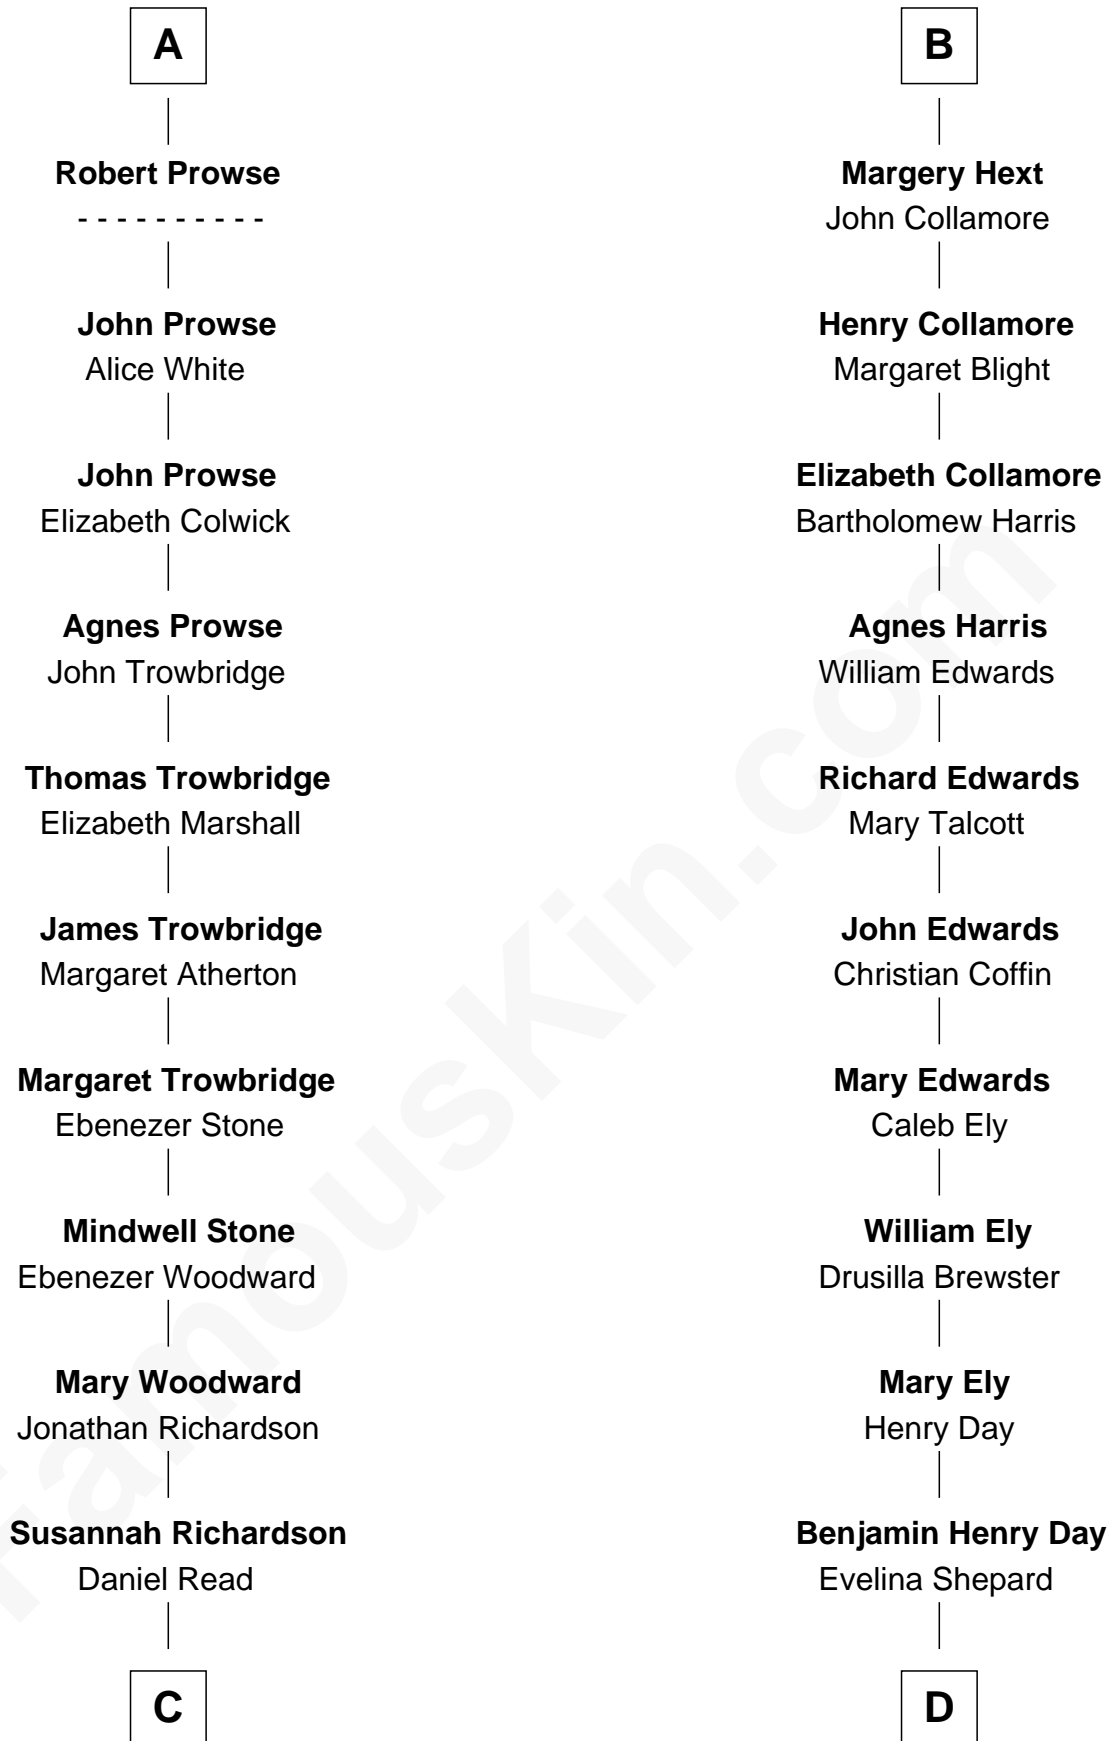 A
Robert Prowse
- - - - - - - - - -
John Prowse
Alice White
John Prowse
Elizabeth Colwick
Agnes Prowse
John Trowbridge
Thomas Trowbridge
Elizabeth Marshall
James Trowbridge
Margaret Atherton
Margaret Trowbridge
Ebenezer Stone
Mindwell Stone
Ebenezer Woodward
Mary Woodward
Jonathan Richardson
Susannah Richardson
Daniel Read
C
B
Margery Hext
John Collamore
Henry Collamore
Margaret Blight
Elizabeth Collamore
Bartholomew Harris
Agnes Harris
William Edwards
Richard Edwards
Mary Talcott
John Edwards
Christian Coffin
Mary Edwards
Caleb Ely
William Ely
Drusilla Brewster
Mary Ely
Henry Day
Benjamin Henry Day
Evelina Shepard
D
FamousKin.com